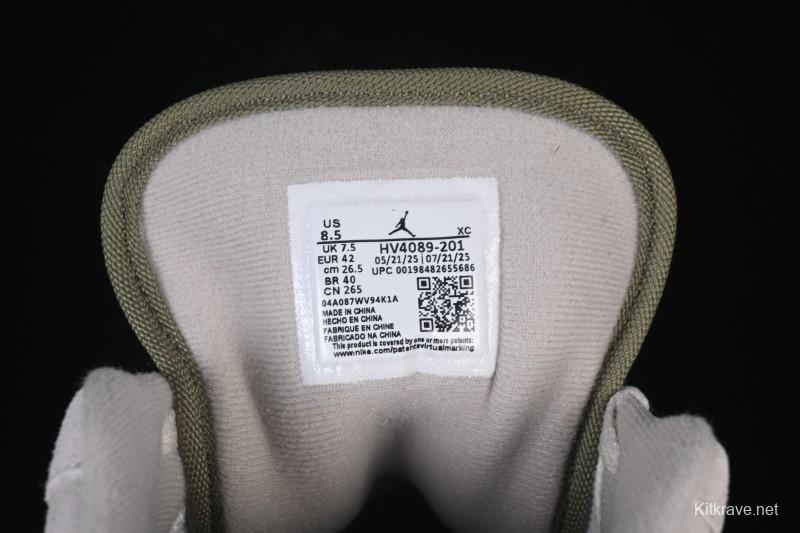 US
8.5
XC
UK 7.5
HV4089-201
EUR 42
05/21/25 | 07/21/25
cm 26.5
UPC 00198482655686
BR 40
CN 265
04A087WV94K1A
MADE IN CHINA
HECHO EN CHINA
FABRIQUE EN CHINE
FABRICADO NA CHINA
This product is covered by one or more patents:
www.nike.com/patentsvirtualmarking
Kitkrave.net